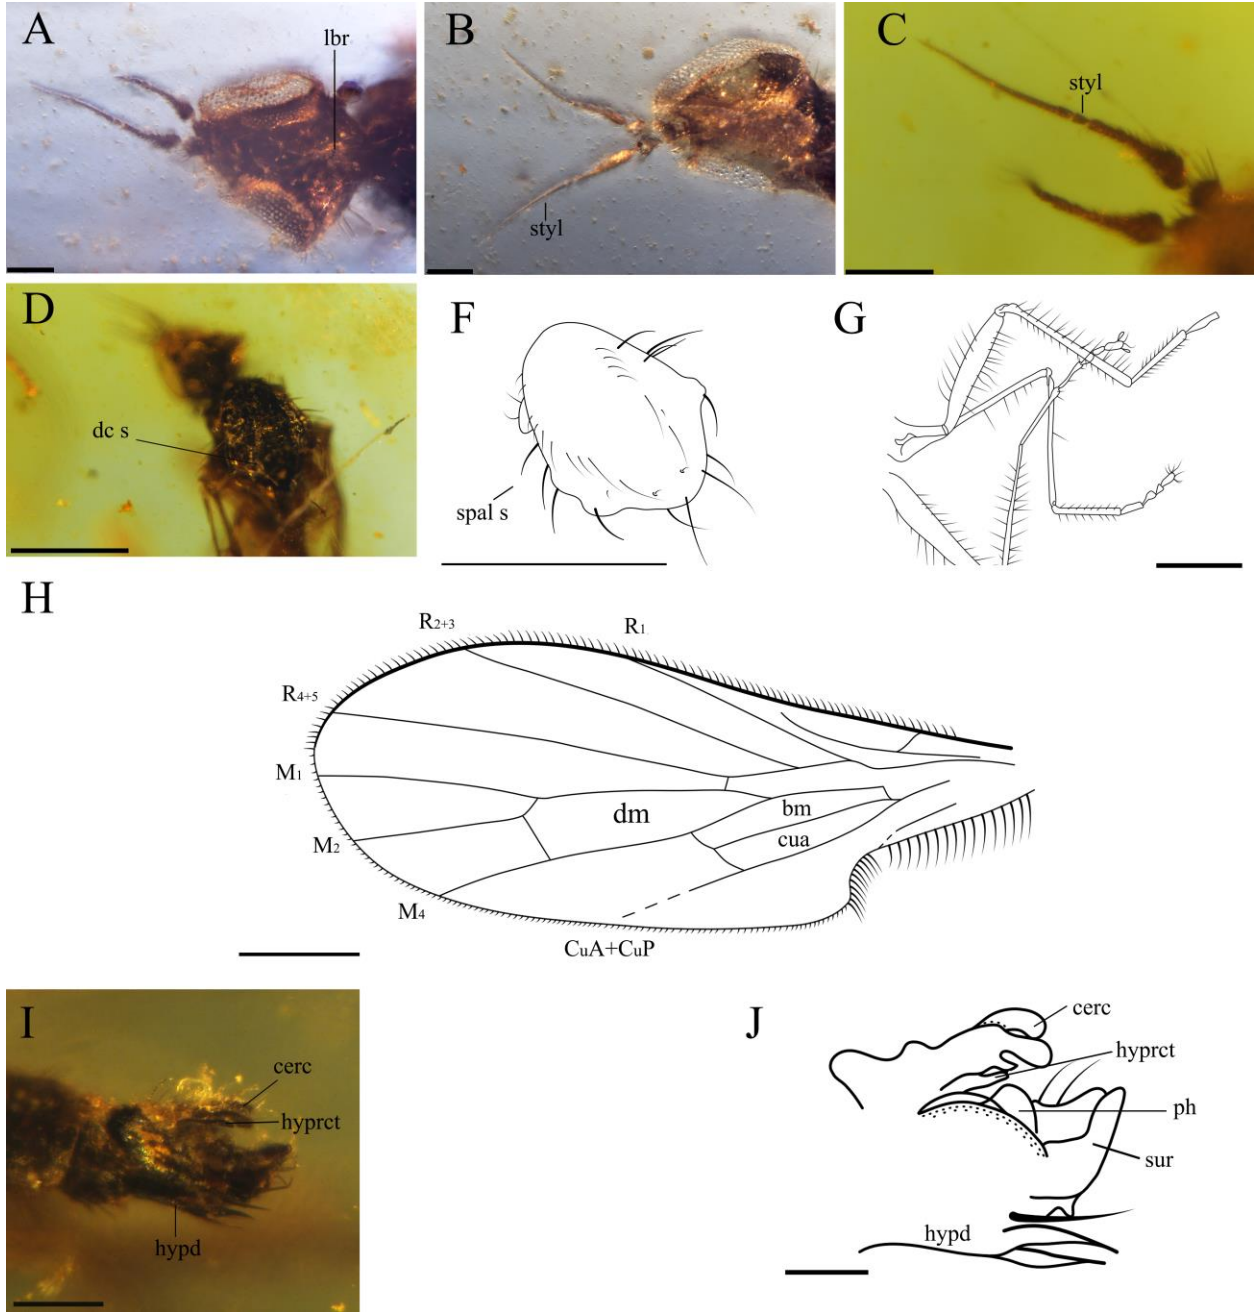 A
lbr
B
styl
C
styl
D
dc s
F
spal s
G
H
R2+3
R1
R4+5
M1
dm
bm
cua
M2
M4
CuA+CuP
I
cerc
hyprct
hypd
J
cerc
hyprct
ph
sur
hypd